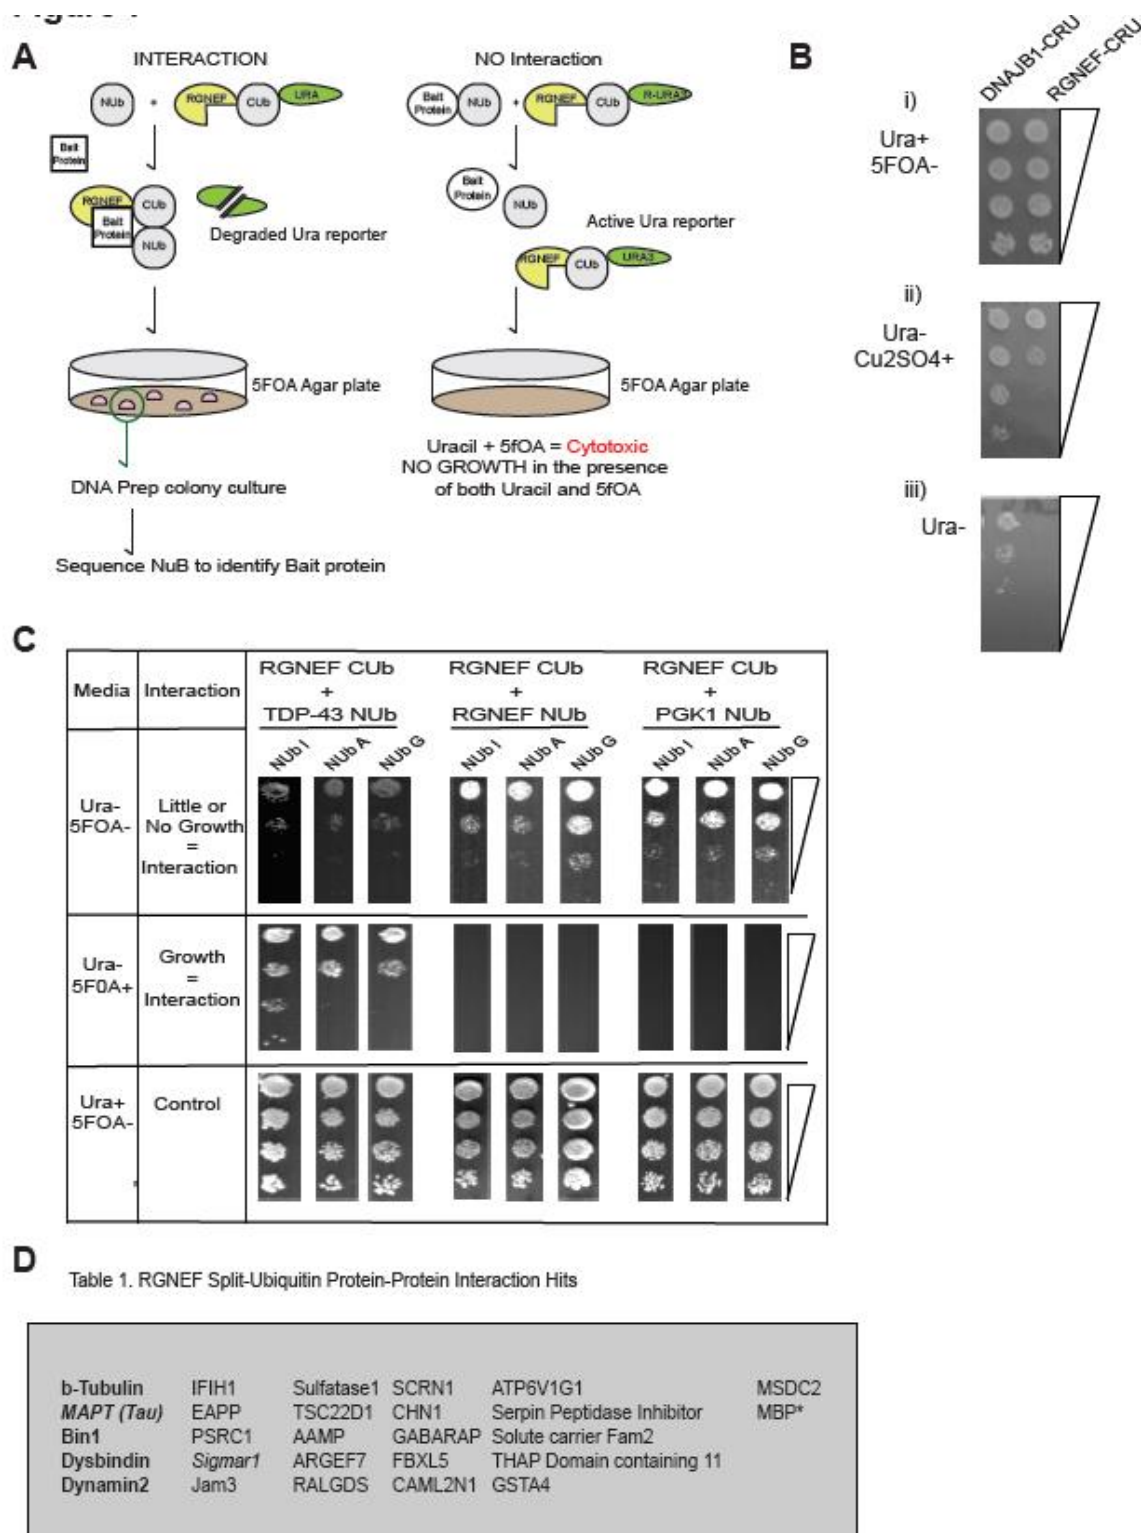 A
INTERACTION
NO Interaction
NUb + RGNEF CUb URA
Bait Protein NUb + RGNEF CUb R-URA3
Bait Protein
RGNEF CUb
Bait Protein
NUb
Degraded Ura reporter
Bait Protein
NUb
Active Ura reporter
RGNEF CUb URA3
5FOA Agar plate
5FOA Agar plate
Uracil + 5fOA = Cytotoxic
NO GROWTH in the presence
of both Uracil and 5fOA
DNA Prep colony culture
Sequence NuB to identify Bait protein
B
DNAJB1-CRU
RGNEF-CRU
i)
Ura+
5FOA-
ii)
Ura-
Cu2SO4+
iii)
Ura-
C
Media Interaction
RGNEF CUb
+
TDP-43 NUb
RGNEF CUb
+
RGNEF NUb
RGNEF CUb
+
PGK1 NUb
NUb I NUb A NUb G NUb I NUb A NUb G NUb I NUb A NUb G
Ura-
5FOA-
Little or
No Growth
=
Interaction
Ura-
5F0A+
Growth
=
Interaction
Ura+
5FOA-
Control
D
Table 1. RGNEF Split-Ubiquitin Protein-Protein Interaction Hits
b-Tubulin IFIH1 Sulfatase1 SCRN1 ATP6V1G1 MSDC2
MAPT (Tau) EAPP TSC22D1 CHN1 Serpin Peptidase Inhibitor MBP*
Bin1 PSRC1 AAMP GABARAP Solute carrier Fam2
Dysbindin Sigmar1 ARGEF7 FBXL5 THAP Domain containing 11
Dynamin2 Jam3 RALGDS CAML2N1 GSTA4